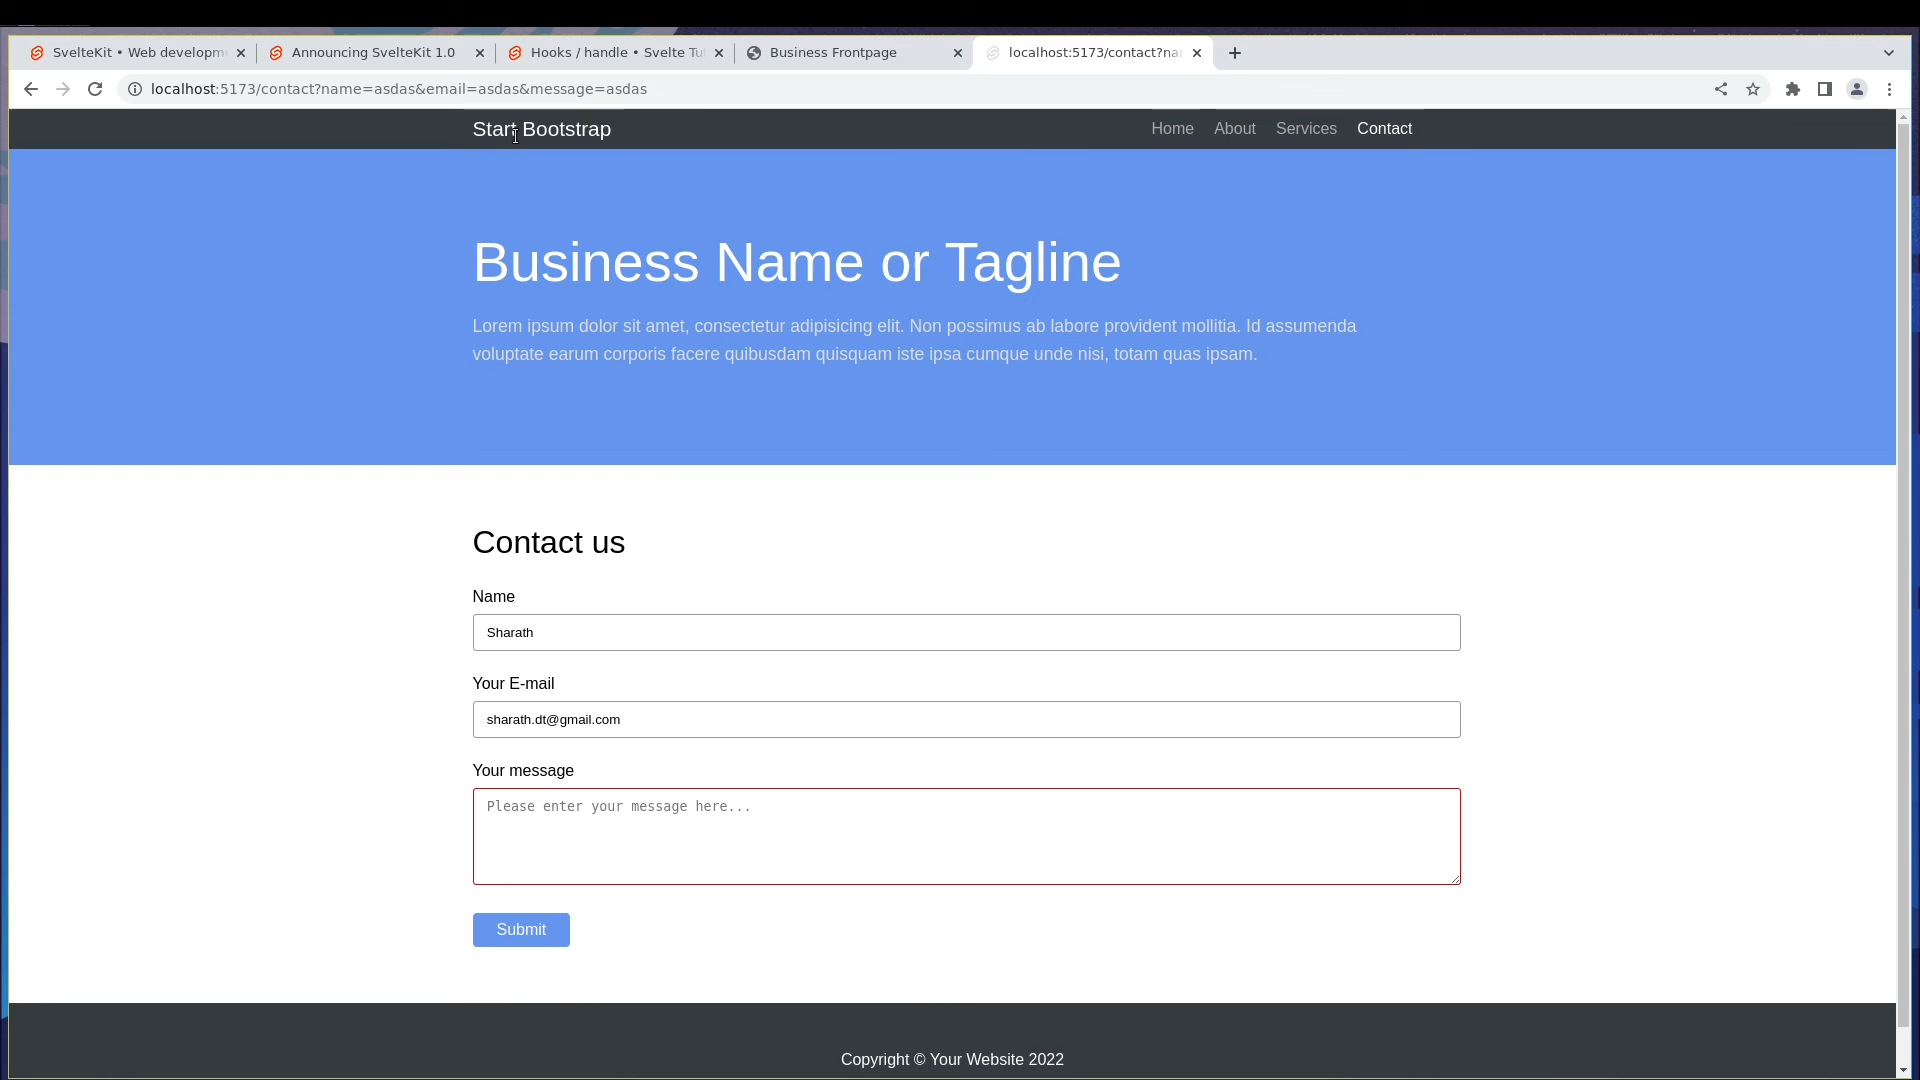 SvelteKit • Web developm
Announcing SvelteKit 1.0
Hooks / handle • Svelte Tu
Business Frontpage
localhost:5173/contact?na
localhost:5173/contact?name=asdas&email=asdas&message=asdas
Start Bootstrap
Home About Services Contact
Business Name or Tagline
Lorem ipsum dolor sit amet, consectetur adipisicing elit. Non possimus ab labore provident mollitia. Id assumenda
voluptate earum corporis facere quibusdam quisquam iste ipsa cumque unde nisi, totam quas ipsam.
Contact us
Name
Sharath
Your E-mail
sharath.dt@gmail.com
Your message
Please enter your message here...
Submit
Copyright © Your Website 2022